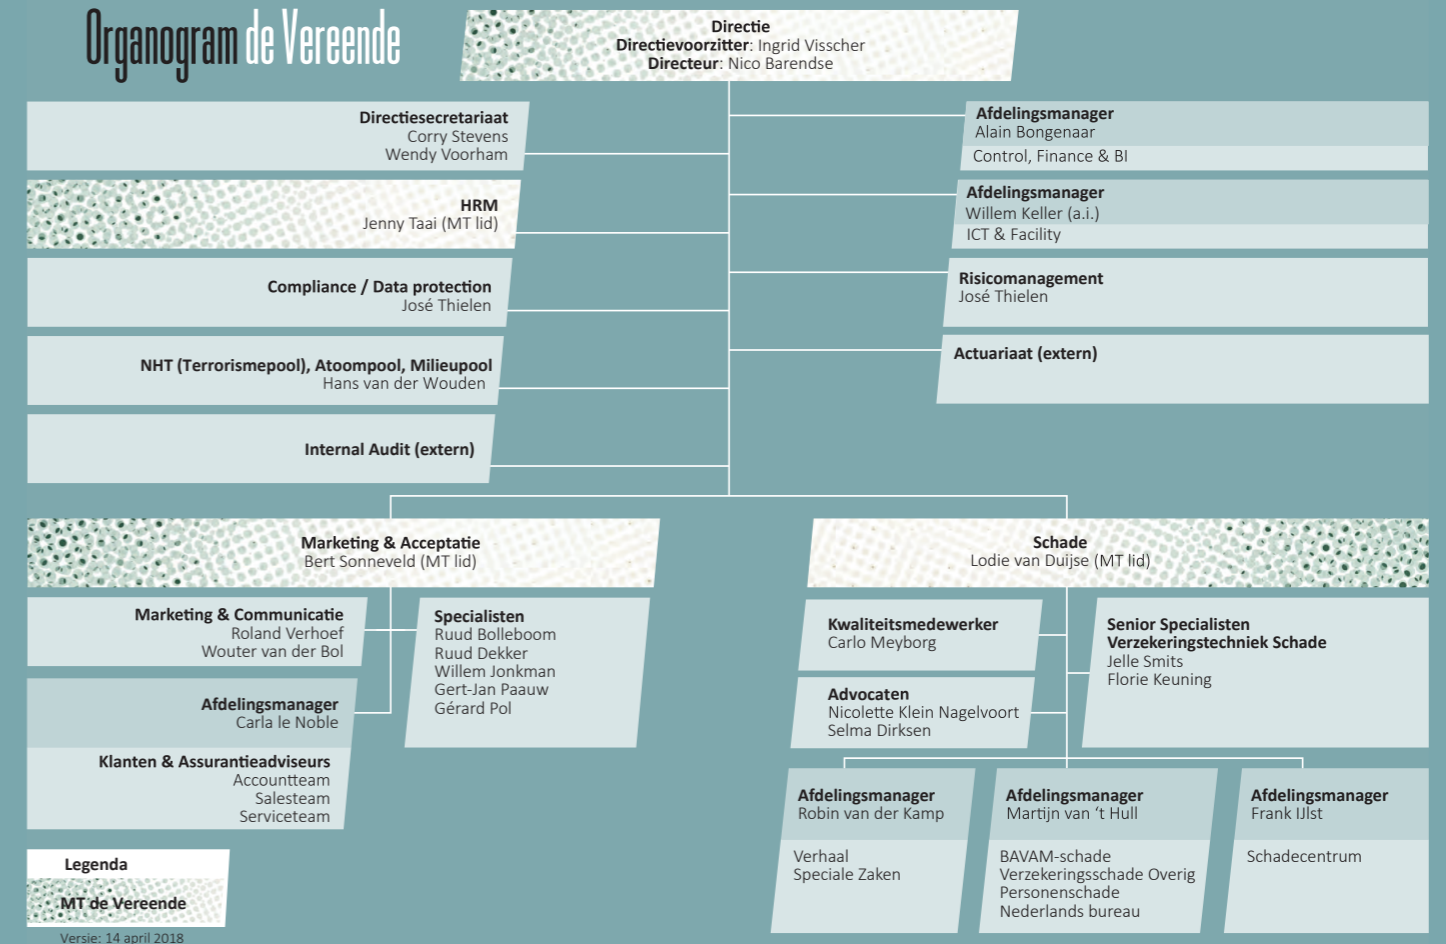 Organogram de Vereende
Directie
Directievoorzitter: Ingrid Visscher
Directeur: Nico Barendse
Directiesecretariaat
Corry Stevens
Wendy Voorham
HRM
Jenny Taai (MT lid)
Compliance / Data protection
José Thielen
NHT (Terrorismepool), Atoompool, Milieupool
Hans van der Wouden
Internal Audit (extern)
Afdelingsmanager
Alain Bongenaar
Control, Finance & BI
Afdelingsmanager
Willem Keller (a.i.)
ICT & Facility
Risicomanagement
José Thielen
Actuariaat (extern)
Marketing & Acceptatie
Bert Sonneveld (MT lid)
Marketing & Communicatie
Roland Verhoef
Wouter van der Bol
Afdelingsmanager
Carla le Noble
Klanten & Assurantieadviseurs
Accountteam
Salesteam
Serviceteam
Specialisten
Ruud Bolleboom
Ruud Dekker
Willem Jonkman
Gert-Jan Paauw
Gérard Pol
Schade
Lodie van Duijse (MT lid)
Kwaliteitsmedewerker
Carlo Meyborg
Advocaten
Nicolette Klein Nagelvoort
Selma Dirksen
Senior Specialisten
Verzekeringstechniek Schade
Jelle Smits
Florie Keuning
Afdelingsmanager
Robin van der Kamp
Verhaal
Speciale Zaken
Afdelingsmanager
Martijn van ‘t Hull
BAVAM-schade
Verzekeringsschade Overig
Personenschade
Nederlands bureau
Afdelingsmanager
Frank IJlst
Schadecentrum
Legenda
MT de Vereende
Versie: 14 april 2018